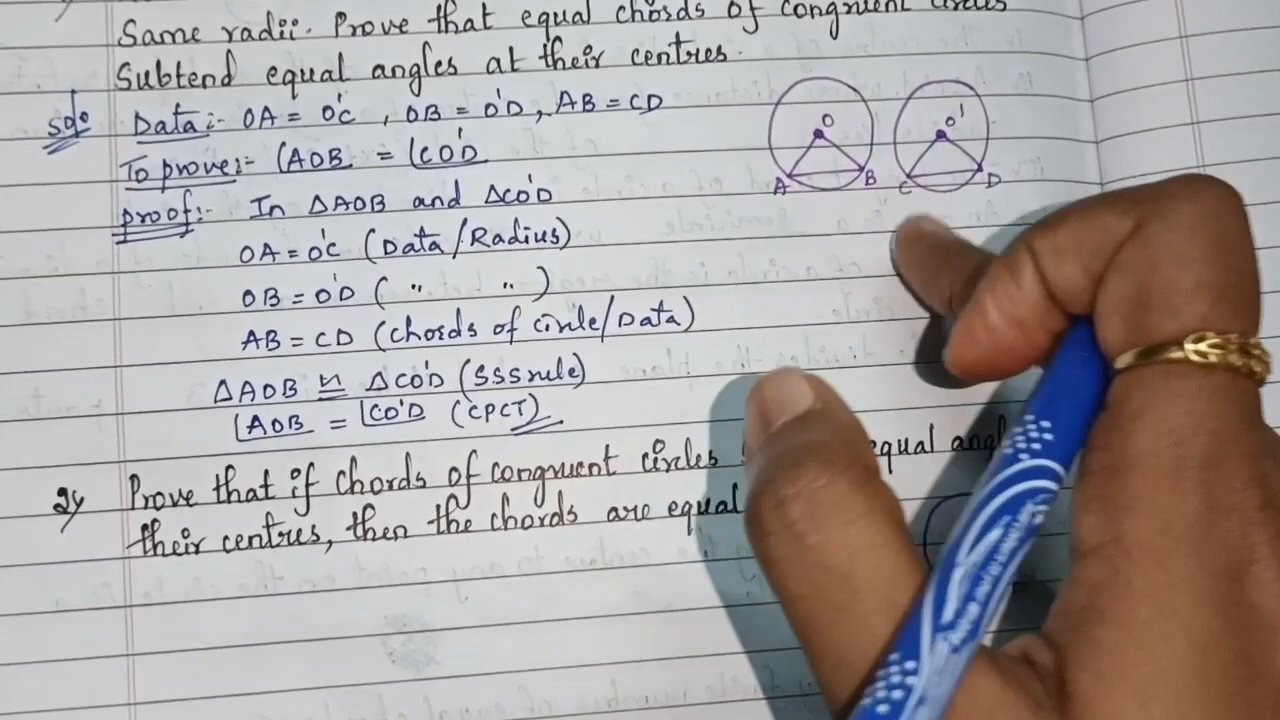 Same radii. Prove that equal chords of congruent circles
Subtend equal angles at their centres.
Soln Data:- OA = O'C , OB = O'D, AB = CD
To prove:- ∠AOB = ∠CO'D
proof:- In ΔAOB and ΔCO'D
OA = O'C (Data/Radius)
OB = O'D ( " " )
AB = CD (chords of circle/Data)
ΔAOB ≅ ΔCO'D (SSS rule)
∠AOB = ∠CO'D (CPCT)
2) Prove that if chords of congruent circles equal
their centres, then the chords are equal
O
A
B
O'
C
D